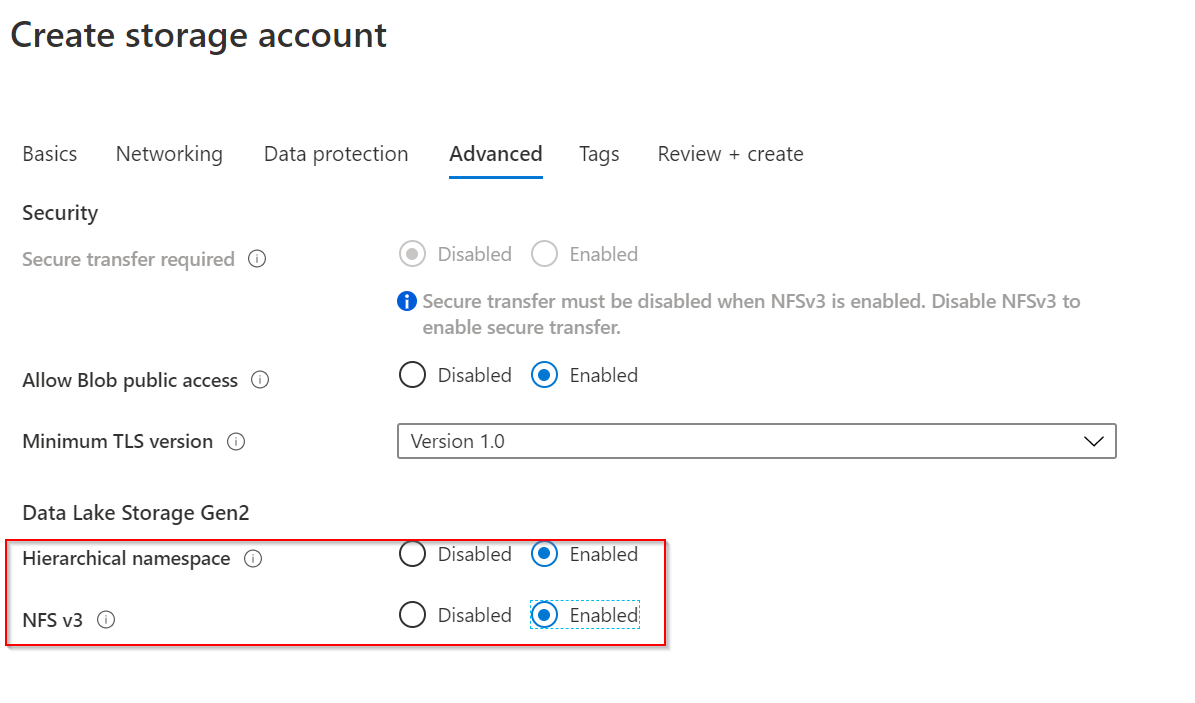 Create storage account
Basics Networking Data protection Advanced Tags Review + create
Security
Secure transfer required Disabled Enabled
Secure transfer must be disabled when NFSv3 is enabled. Disable NFSv3 to
enable secure transfer.
Allow Blob public access Disabled Enabled
Minimum TLS version Version 1.0
Data Lake Storage Gen2
Hierarchical namespace Disabled Enabled
NFS v3 Disabled Enabled